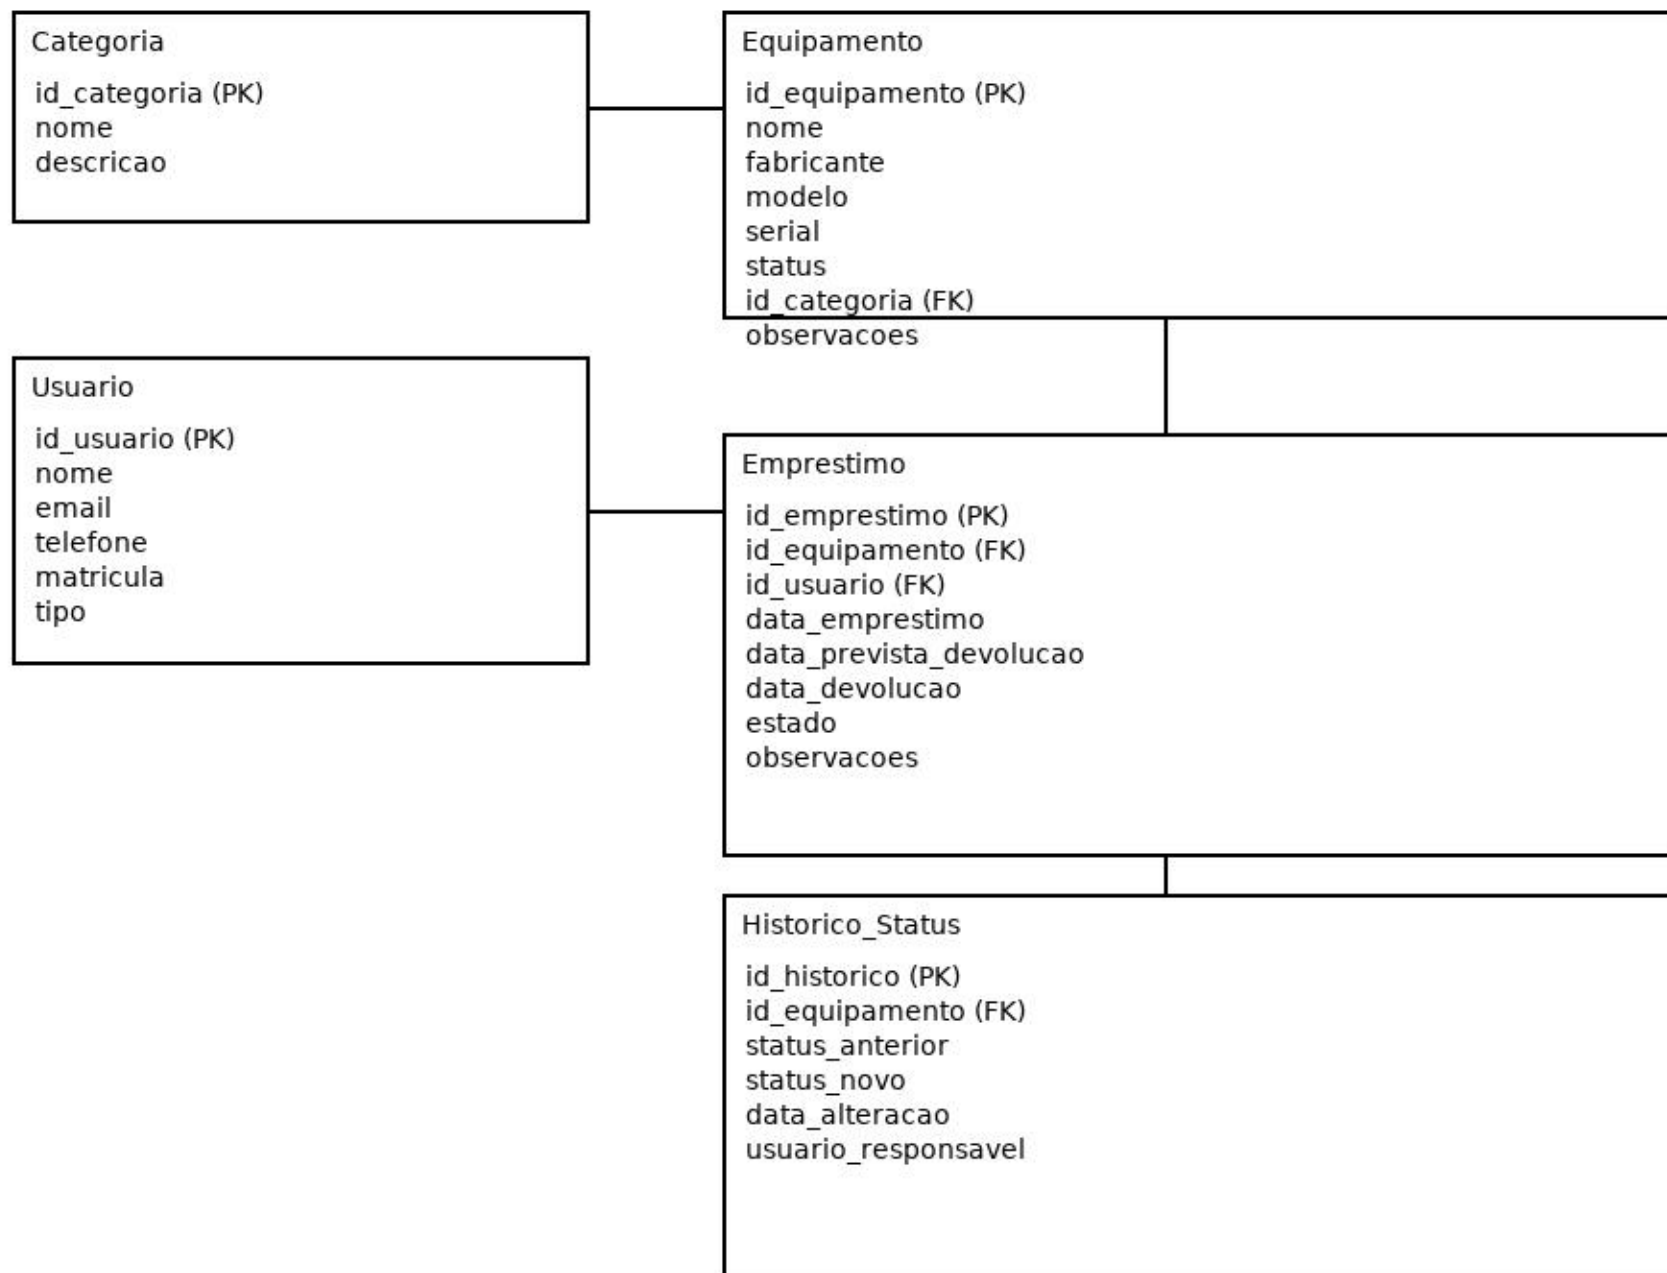 Categoria
id_categoria (PK)
nome
descricao
Equipamento
id_equipamento (PK)
nome
fabricante
modelo
serial
status
id_categoria (FK)
observacoes
Usuario
id_usuario (PK)
nome
email
telefone
matricula
tipo
Emprestimo
id_emprestimo (PK)
id_equipamento (FK)
id_usuario (FK)
data_emprestimo
data_prevista_devolucao
data_devolucao
estado
observacoes
Historico_Status
id_historico (PK)
id_equipamento (FK)
status_anterior
status_novo
data_alteracao
usuario_responsavel